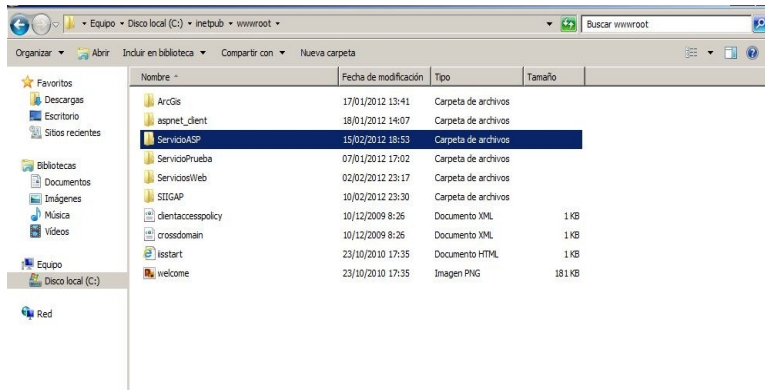 Equipo Disco local (C:) inetpub wwwroot Buscar wwwroot
Organizar Abrir Incluir en biblioteca Compartir con Nueva carpeta
Favoritos
Descargas
Escritorio
Sitios recientes
Bibliotecas
Documentos
Imágenes
Música
Vídeos
Equipo
Disco local (C:)
Red
Nombre Fecha de modificación Tipo Tamaño
ArcGis 17/01/2012 13:41 Carpeta de archivos
aspnet_client 18/01/2012 14:07 Carpeta de archivos
ServicioASP 15/02/2012 18:53 Carpeta de archivos
ServicioPrueba 07/01/2012 17:02 Carpeta de archivos
ServiciosWeb 02/02/2012 23:17 Carpeta de archivos
SIIGAP 10/02/2012 23:30 Carpeta de archivos
clientaccesspolicy 10/12/2009 8:26 Documento XML 1 KB
crossdomain 10/12/2009 8:26 Documento XML 1 KB
iisstart 23/10/2010 17:35 Documento HTML 1 KB
welcome 23/10/2010 17:35 Imagen PNG 181 KB